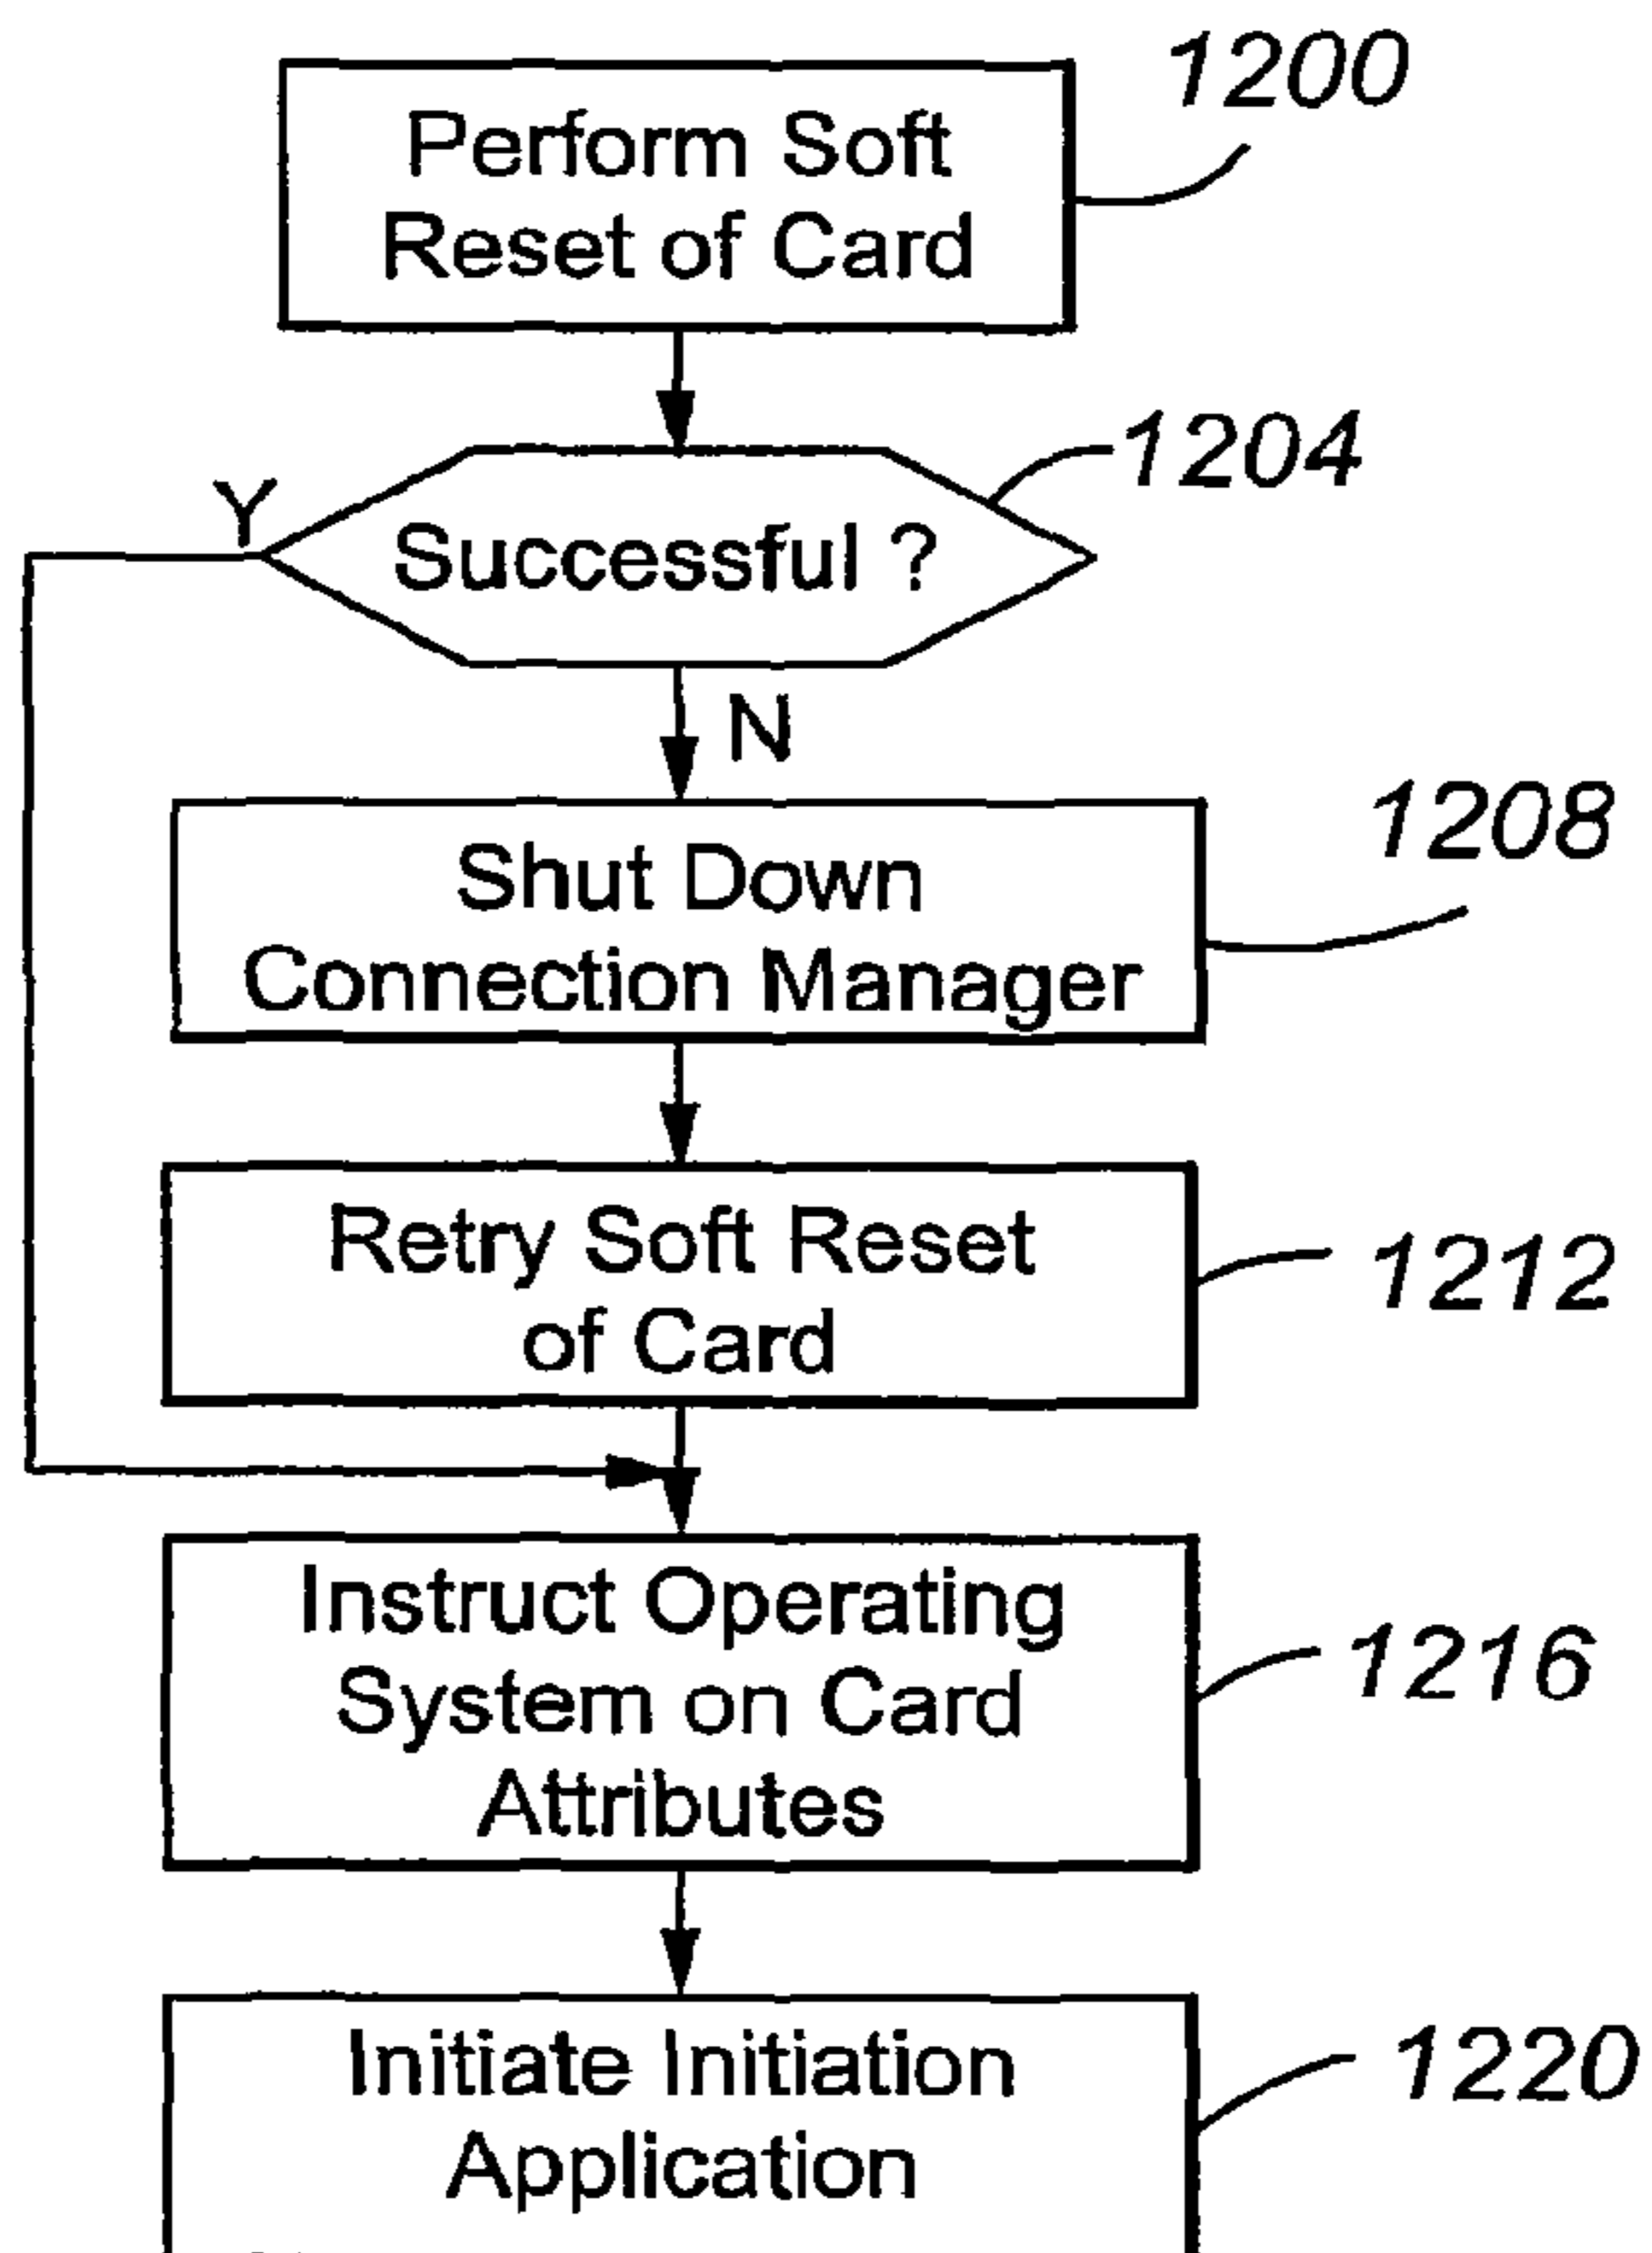 Perform Soft
Reset of Card
1200
Successful ?
1204
Y
N
Shut Down
Connection Manager
1208
Retry Soft Reset
of Card
1212
Instruct Operating
System on Card
Attributes
1216
Initiate Initiation
Application
1220